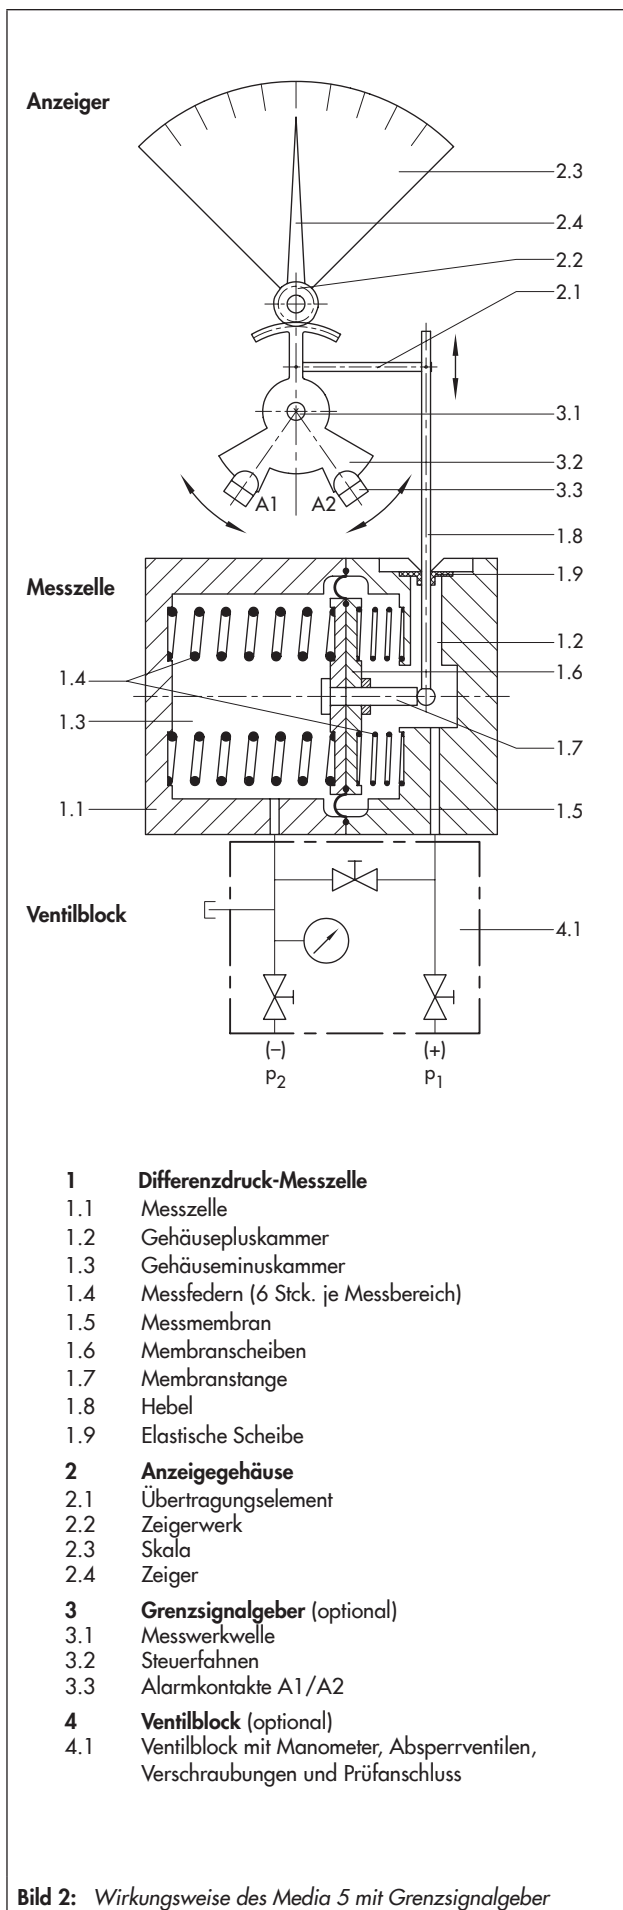 Anzeiger
2.3
2.4
2.2
2.1
3.1
3.2
3.3
A1 A2
1.8
Messzelle
1.9
1.2
1.6
1.4
1.3
1.7
1.1
1.5
Ventilblock
4.1
(–) (+)
p2 p1
1 Differenzdruck-Messzelle
1.1 Messzelle
1.2 Gehäusepluskammer
1.3 Gehäuseminuskammer
1.4 Messfedern (6 Stck. je Messbereich)
1.5 Messmembran
1.6 Membranscheiben
1.7 Membranstange
1.8 Hebel
1.9 Elastische Scheibe
2 Anzeigegehäuse
2.1 Übertragungselement
2.2 Zeigerwerk
2.3 Skala
2.4 Zeiger
3 Grenzsignalgeber (optional)
3.1 Messwerkwelle
3.2 Steuerfahnen
3.3 Alarmkontakte A1/A2
4 Ventilblock (optional)
4.1 Ventilblock mit Manometer, Absperrventilen,
Verschraubungen und Prüfanschluss
Bild 2: Wirkungsweise des Media 5 mit Grenzsignalgeber